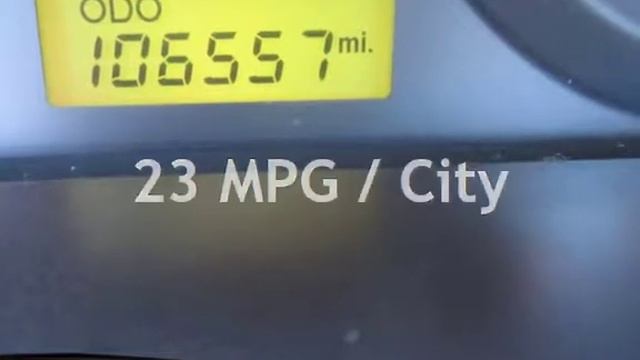 ODO
106557 mi.
23 MPG / City